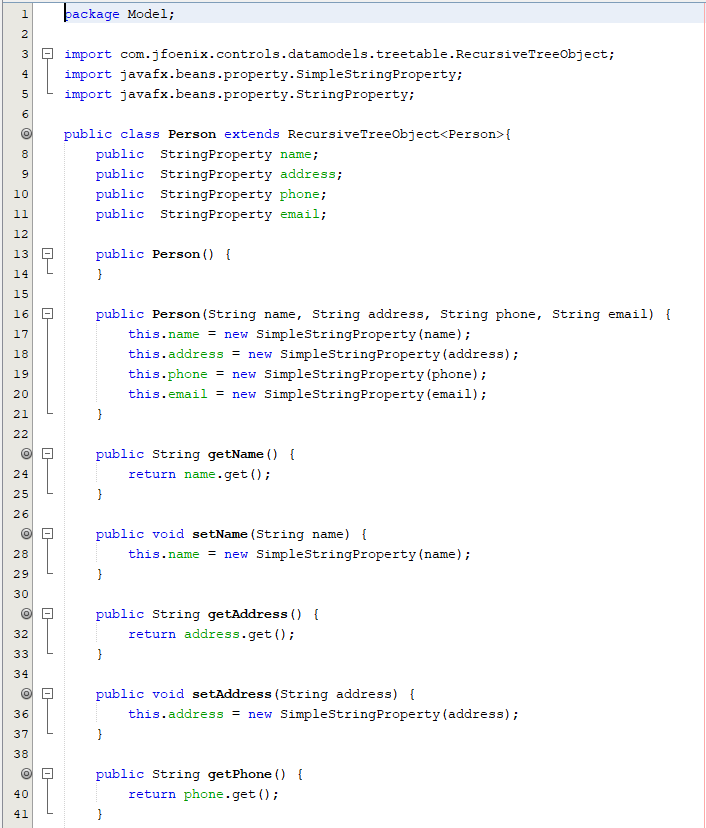 1 package Model;
2
3 import com.jfoenix.controls.datamodels.treetable.RecursiveTreeObject;
4 import javafx.beans.property.SimpleStringProperty;
5 import javafx.beans.property.StringProperty;
6
public class Person extends RecursiveTreeObject<Person>{
8     public  StringProperty name;
9     public  StringProperty address;
10     public  StringProperty phone;
11     public  StringProperty email;
12
13     public Person() {
14     }
15
16     public Person(String name, String address, String phone, String email) {
17         this.name = new SimpleStringProperty(name);
18         this.address = new SimpleStringProperty(address);
19         this.phone = new SimpleStringProperty(phone);
20         this.email = new SimpleStringProperty(email);
21     }
22
    public String getName() {
24         return name.get();
25     }
26
    public void setName(String name) {
28         this.name = new SimpleStringProperty(name);
29     }
30
    public String getAddress() {
32         return address.get();
33     }
34
    public void setAddress(String address) {
36         this.address = new SimpleStringProperty(address);
37     }
38
    public String getPhone() {
40         return phone.get();
41     }